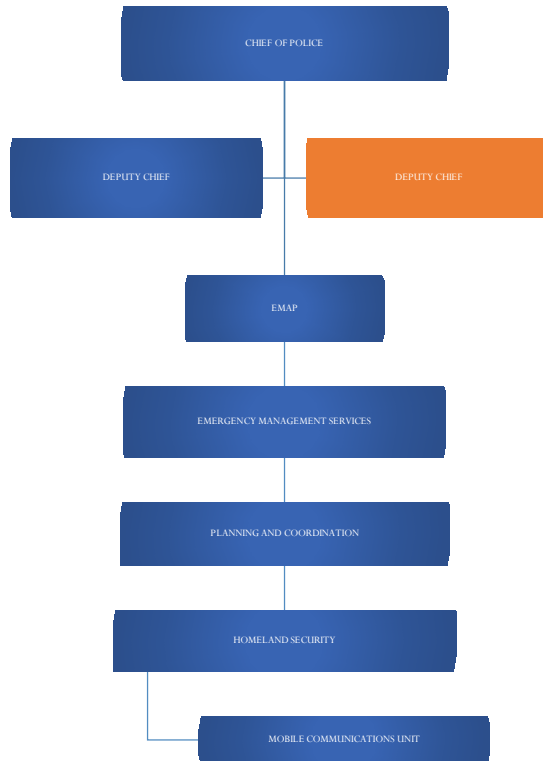 CHIEF OF POLICE
DEPUTY CHIEF
DEPUTY CHIEF
EMAP
EMERGENCY MANAGEMENT SERVICES
PLANNING AND COORDINATION
HOMELAND SECURITY
MOBILE COMMUNICATIONS UNIT